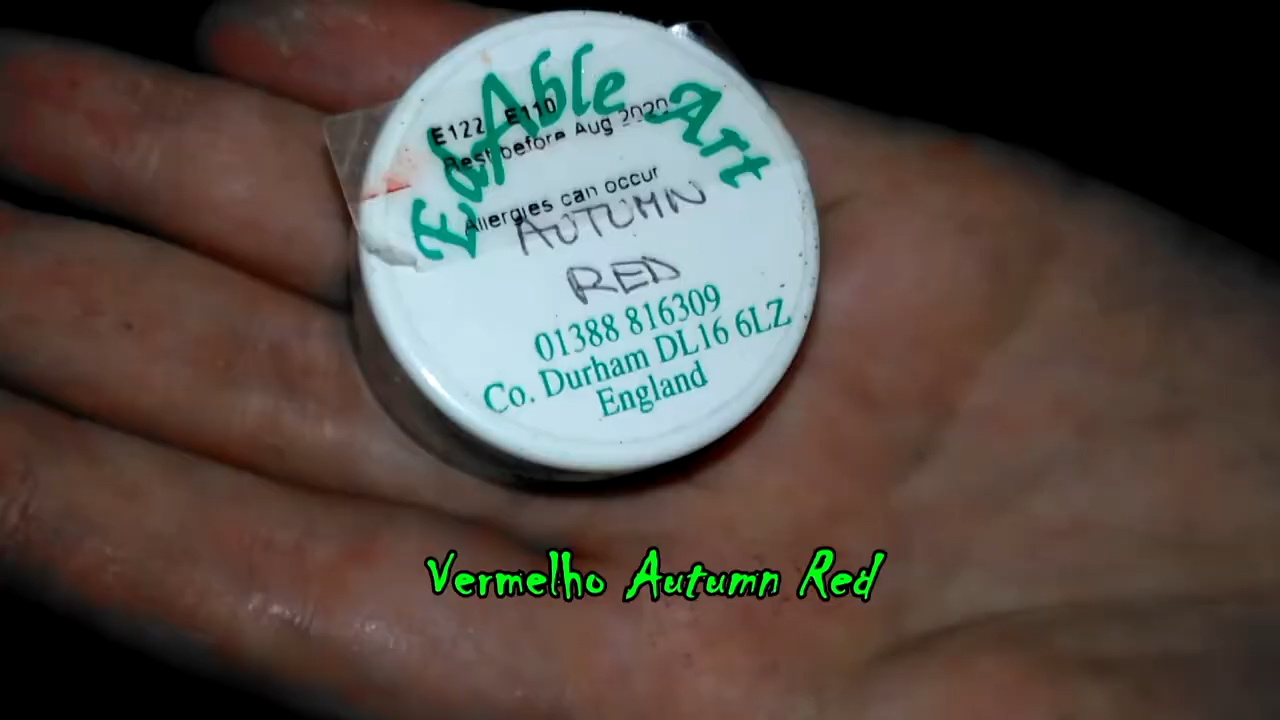 EdAble Art
E122 E110
Best before Aug 2020
Allergies can occur
AUTUMN
RED
01388 816309
Co. Durham DL16 6LZ
England
Vermelho Autumn Red